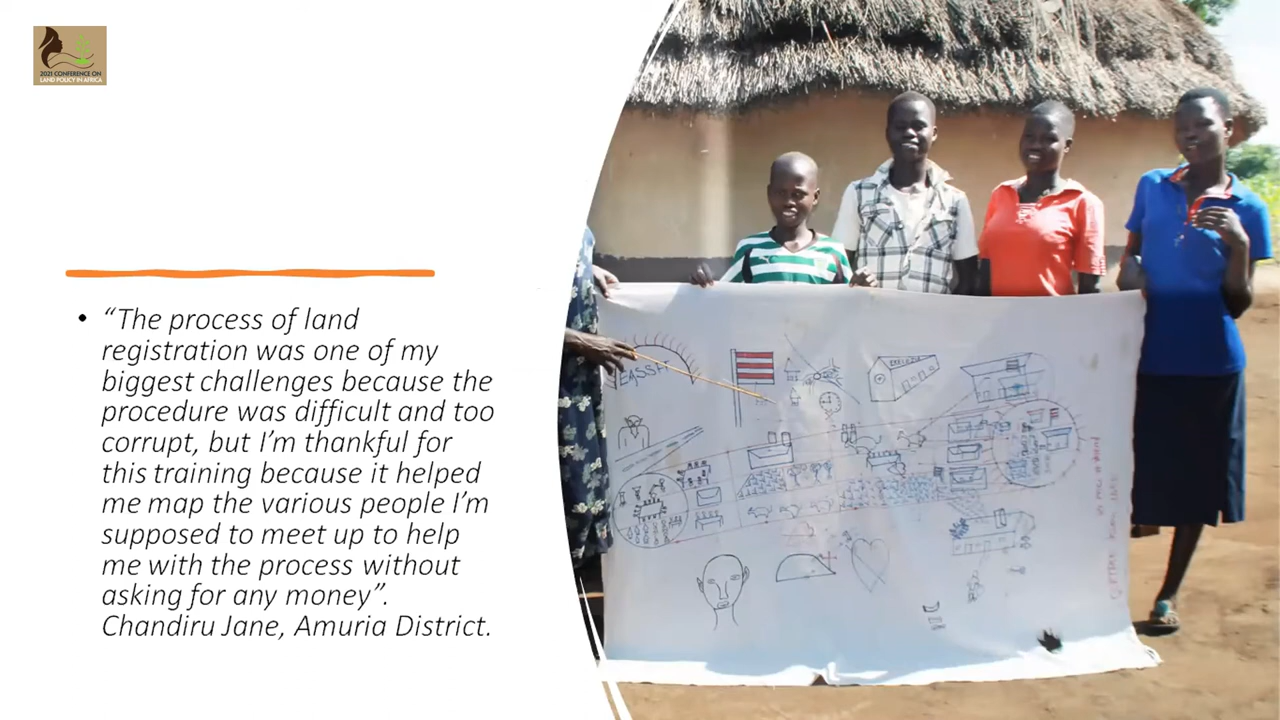 2021 CONFERENCE ON
LAND POLICY IN AFRICA
• “The process of land
registration was one of my
biggest challenges because the
procedure was difficult and too
corrupt, but I’m thankful for
this training because it helped
me map the various people I’m
supposed to meet up to help
me with the process without
asking for any money”.
Chandiru Jane, Amuria District.